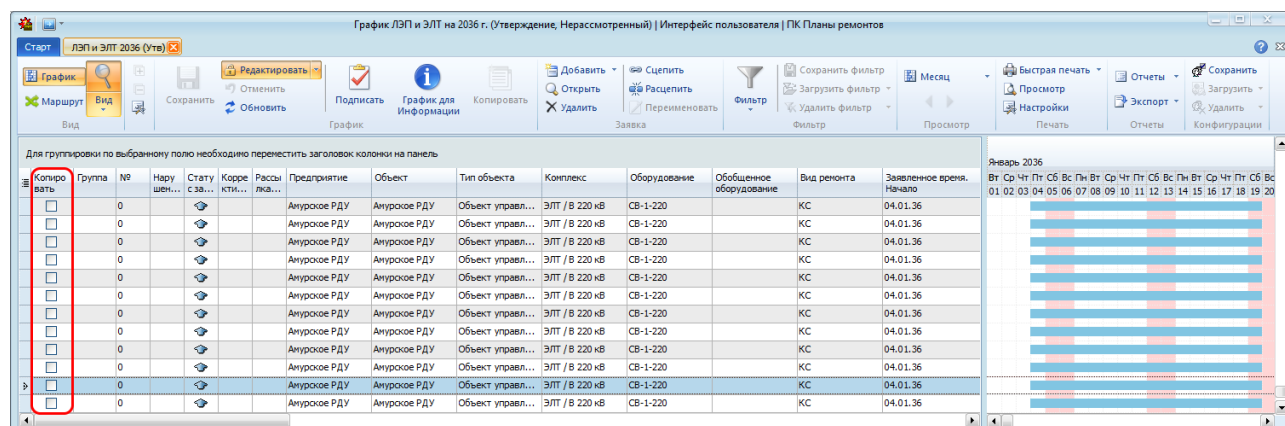 График ЛЭП и ЭЛТ на 2036 г. (Утверждение, Нерассмотренный) | Интерфейс пользователя | ПК Планы ремонтов
Старт ЛЭП и ЭЛТ 2036 (Утв)
График Редактировать Добавить Сцепить Сохранить фильтр Месяц Быстрая печать Отчеты Сохранить
Отменить Открыть Расцепить Загрузить фильтр Просмотр Загрузить
Маршрут Вид Сохранить Обновить Подписать График для Информации Копировать Удалить Переименовать Фильтр Удалить фильтр Настройки Экспорт Удалить
Вид График Заявка Фильтр Просмотр Печать Отчеты Конфигурации
Для группировки по выбранному полю необходимо переместить заголовок колонки на панель
Январь 2036
Копиро Группа № Нару Стату Корре Рассы Предприятие Объект Тип объекта Комплекс Оборудование Обобщенное Вид ремонта Заявленное время. Вт Ср Чт Пт Сб Вс Пн Вт Ср Чт Пт Сб Вс Пн Вт Ср Чт Пт Сб Вс
вать шен... с за... кти... лка... оборудование Начало 01 02 03 04 05 06 07 08 09 10 11 12 13 14 15 16 17 18 19 20
0 Амурское РДУ Амурское РДУ Объект управл... ЭЛТ / В 220 кВ СВ-1-220 КС 04.01.36
0 Амурское РДУ Амурское РДУ Объект управл... ЭЛТ / В 220 кВ СВ-1-220 КС 04.01.36
0 Амурское РДУ Амурское РДУ Объект управл... ЭЛТ / В 220 кВ СВ-1-220 КС 04.01.36
0 Амурское РДУ Амурское РДУ Объект управл... ЭЛТ / В 220 кВ СВ-1-220 КС 04.01.36
0 Амурское РДУ Амурское РДУ Объект управл... ЭЛТ / В 220 кВ СВ-1-220 КС 04.01.36
0 Амурское РДУ Амурское РДУ Объект управл... ЭЛТ / В 220 кВ СВ-1-220 КС 04.01.36
0 Амурское РДУ Амурское РДУ Объект управл... ЭЛТ / В 220 кВ СВ-1-220 КС 04.01.36
0 Амурское РДУ Амурское РДУ Объект управл... ЭЛТ / В 220 кВ СВ-1-220 КС 04.01.36
0 Амурское РДУ Амурское РДУ Объект управл... ЭЛТ / В 220 кВ СВ-1-220 КС 04.01.36
0 Амурское РДУ Амурское РДУ Объект управл... ЭЛТ / В 220 кВ СВ-1-220 КС 04.01.36
0 Амурское РДУ Амурское РДУ Объект управл... ЭЛТ / В 220 кВ СВ-1-220 КС 04.01.36
0 Амурское РДУ Амурское РДУ Объект управл... ЭЛТ / В 220 кВ СВ-1-220 КС 04.01.36